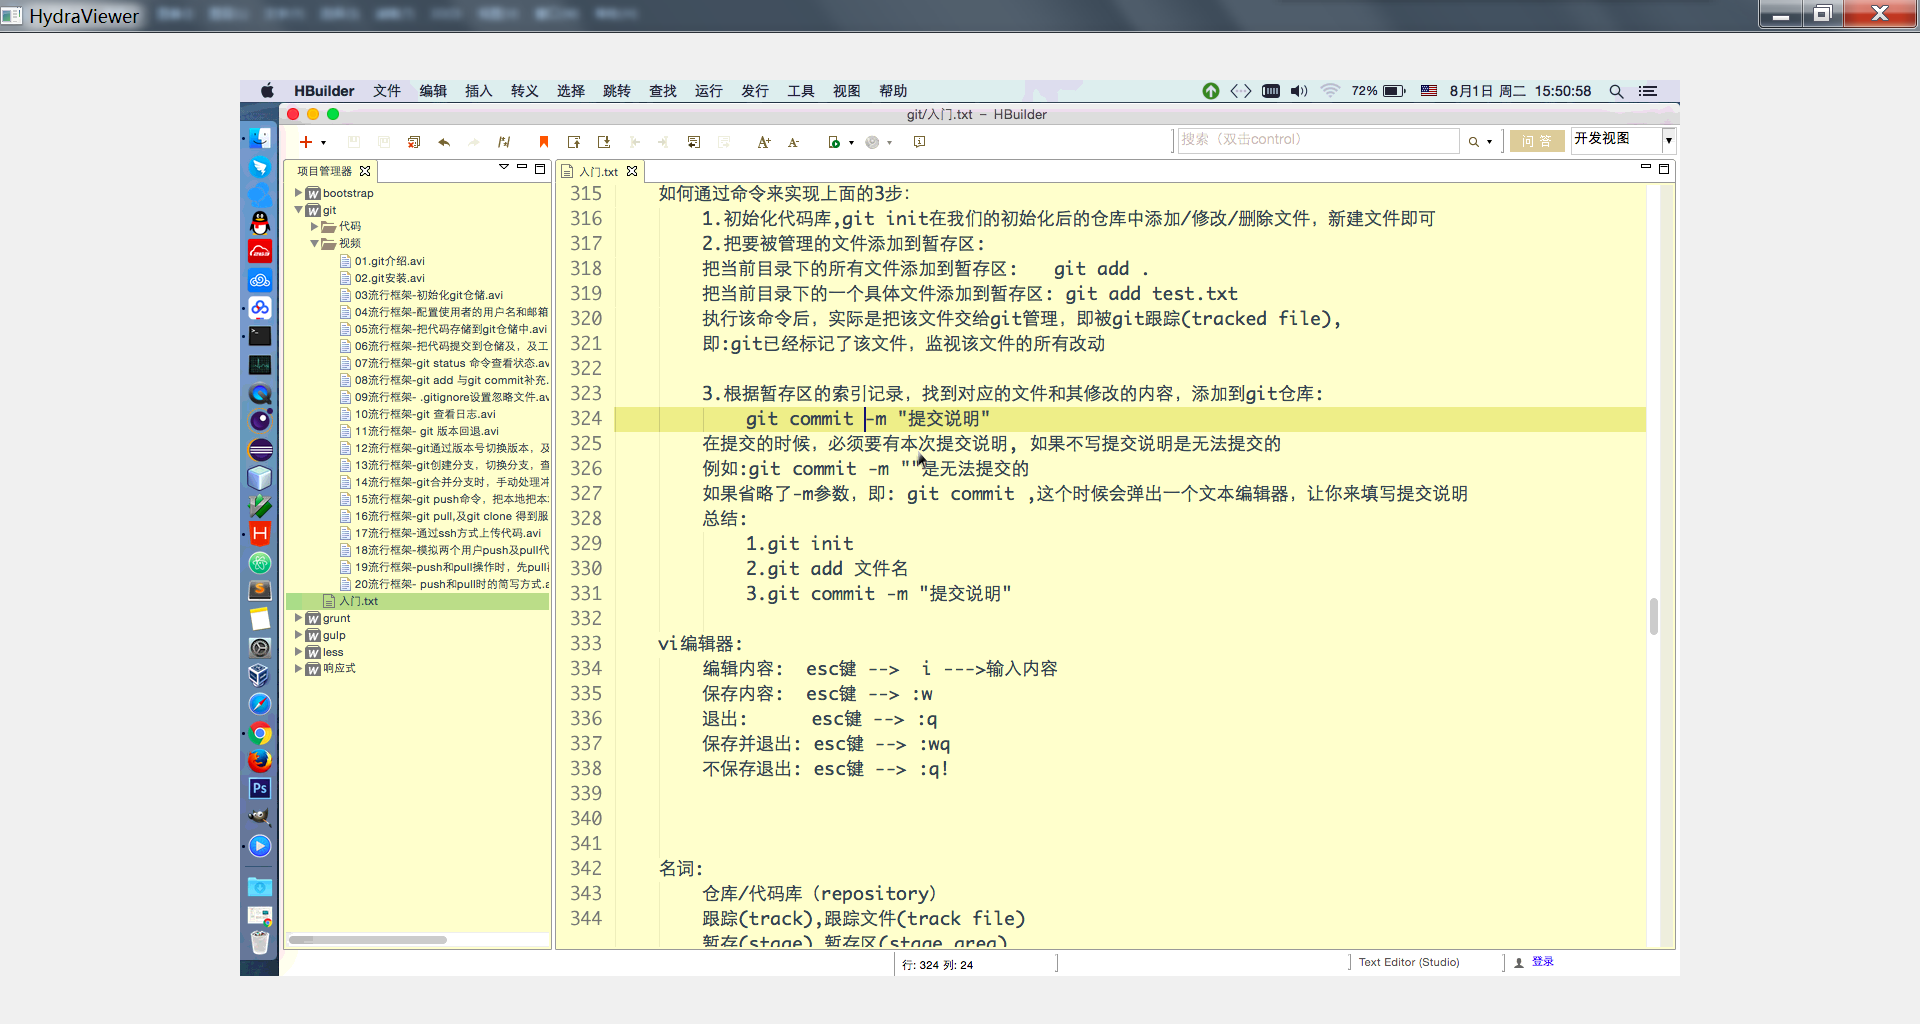 HydraViewer
HBuilder 文件 编辑 插入 转义 选择 跳转 查找 运行 发行 工具 视图 帮助
72% 8月1日 周二 15:50:58
git/入门.txt - HBuilder
搜索（双击control）
问 答
开发视图
项目管理器
入门.txt
bootstrap
git
代码
视频
01.git介绍.avi
02.git安装.avi
03流行框架-初始化git仓储.avi
04流行框架-配置使用者的用户名和邮箱
05流行框架-把代码存储到git仓储中.avi
06流行框架-把代码提交到仓储及，及工
07流行框架-git status 命令查看状态.av
08流行框架-git add 与git commit补充.
09流行框架- .gitignore设置忽略文件.av
10流行框架-git 查看日志.avi
11流行框架- git 版本回退.avi
12流行框架-git通过版本号切换版本，及
13流行框架-git创建分支，切换分支，查
14流行框架-git合并分支时，手动处理冲
15流行框架-git push命令，把本地把本
16流行框架-git pull,及git clone 得到服
17流行框架-通过ssh方式上传代码.avi
18流行框架-模拟两个用户push及pull代
19流行框架-push和pull操作时，先pull
20流行框架- push和pull时的简写方式.a
入门.txt
grunt
gulp
less
响应式
315 如何通过命令来实现上面的3步：
316 1.初始化代码库,git init在我们的初始化后的仓库中添加/修改/删除文件，新建文件即可
317 2.把要被管理的文件添加到暂存区：
318 把当前目录下的所有文件添加到暂存区： git add .
319 把当前目录下的一个具体文件添加到暂存区：git add test.txt
320 执行该命令后，实际是把该文件交给git管理，即被git跟踪(tracked file),
321 即:git已经标记了该文件，监视该文件的所有改动
322
323 3.根据暂存区的索引记录，找到对应的文件和其修改的内容，添加到git仓库：
324 git commit -m "提交说明"
325 在提交的时候，必须要有本次提交说明, 如果不写提交说明是无法提交的
326 例如:git commit -m ""是无法提交的
327 如果省略了-m参数，即: git commit ,这个时候会弹出一个文本编辑器，让你来填写提交说明
328 总结：
329 1.git init
330 2.git add 文件名
331 3.git commit -m "提交说明"
332
333 vi编辑器：
334 编辑内容： esc键 --> i --->输入内容
335 保存内容： esc键 --> :w
336 退出： esc键 --> :q
337 保存并退出: esc键 --> :wq
338 不保存退出: esc键 --> :q!
339
340
341
342 名词：
343 仓库/代码库（repository）
344 跟踪(track),跟踪文件(track file)
暂存(stage),暂存区(stage area)
行: 324 列: 24
Text Editor (Studio)
登录